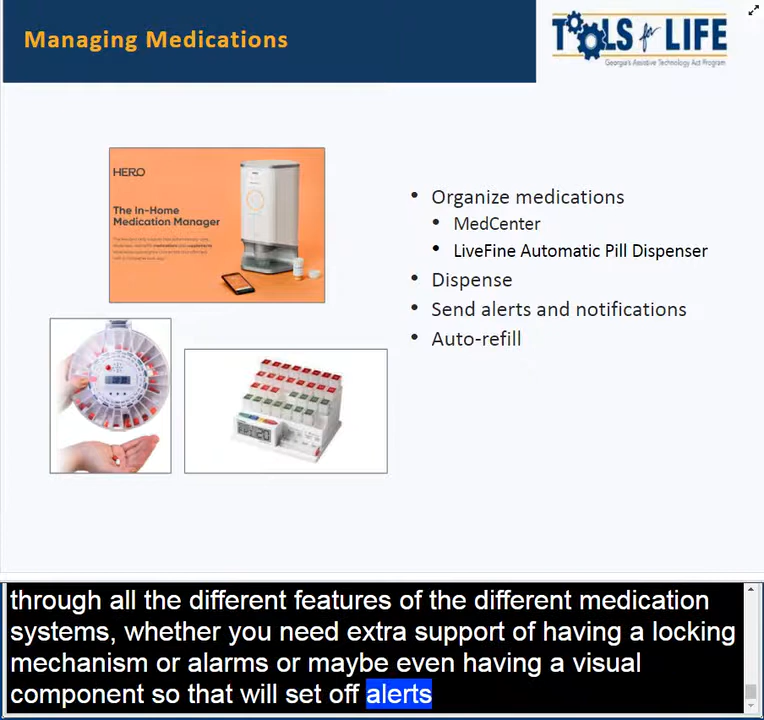 Managing Medications
TOOLS for LIFE
Georgia's Assistive Technology Act Program
HERO
The In-Home
Medication Manager
• Organize medications
• MedCenter
• LiveFine Automatic Pill Dispenser
• Dispense
• Send alerts and notifications
• Auto-refill
through all the different features of the different medication
systems, whether you need extra support of having a locking
mechanism or alarms or maybe even having a visual
component so that will set off alerts